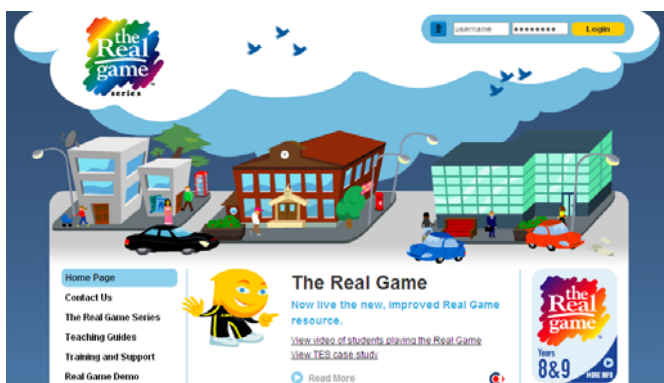 the
Real
game
series
username
Login
Home Page
Contact Us
The Real Game Series
Teaching Guides
Training and Support
Real Game Demo
The Real Game
Now live the new, improved Real Game
resource.
View video of students playing the Real Game
View TES case study
Read More
the
Real
game
Years
8&9
MORE INFO